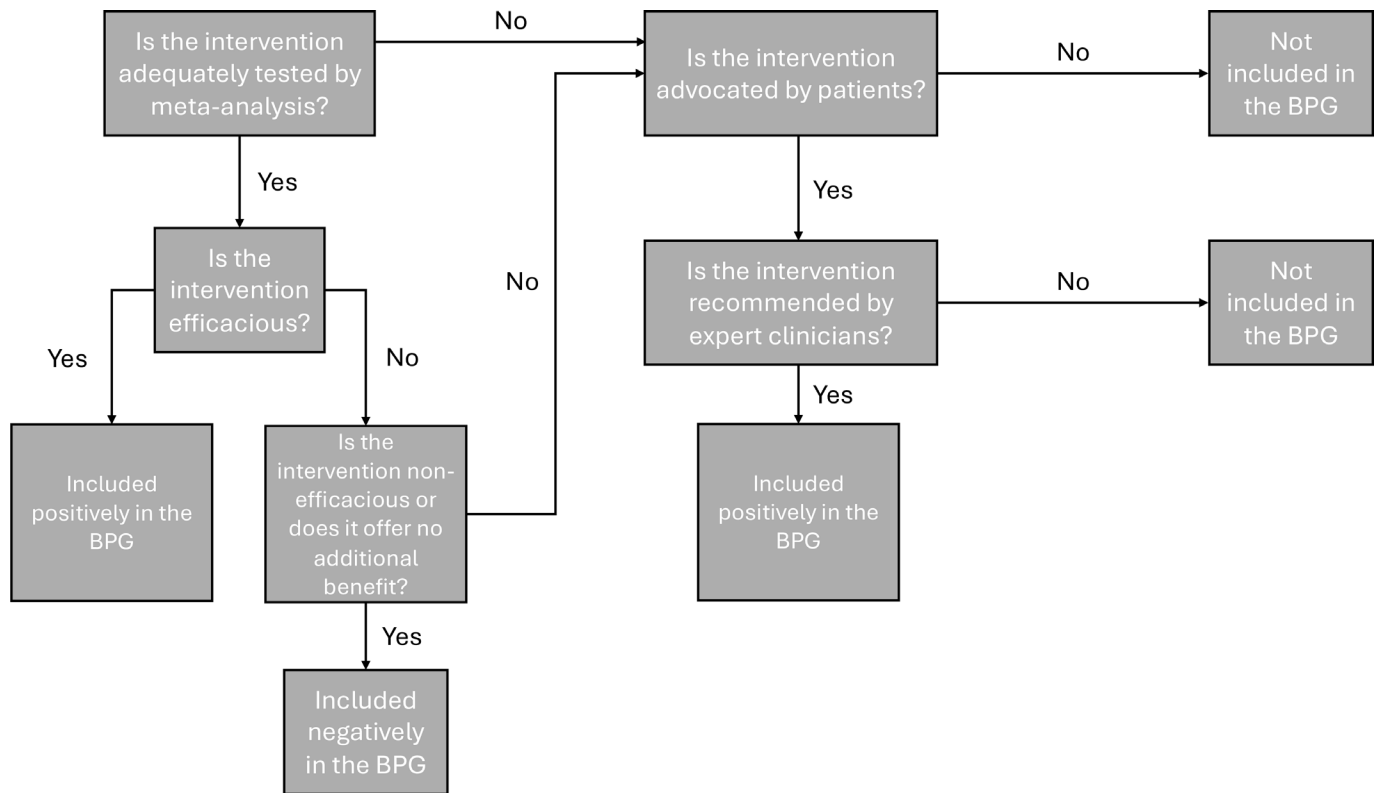 Is the intervention
adequately tested by
meta-analysis?
No
Is the intervention
advocated by patients?
No
Not
included in
the BPG
Yes
Yes
Is the
intervention
efficacious?
No
Is the intervention
recommended by
expert clinicians?
No
Not
included in
the BPG
Yes
No
Yes
Included
positively in the
BPG
Is the
intervention non-
efficacious or
does it offer no
additional
benefit?
Included
positively in the
BPG
Yes
Included
negatively
in the BPG